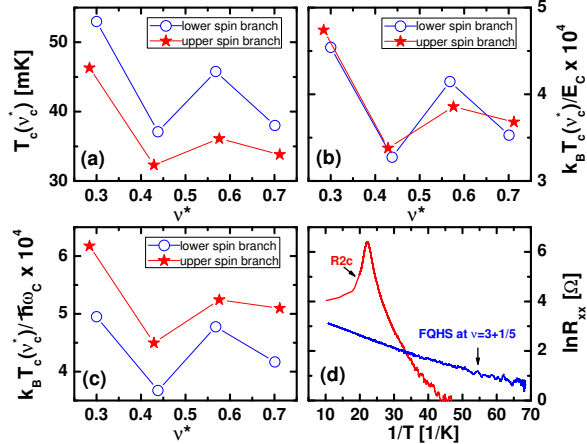 55
50
45
40
35
30
T_c(ν_c^*) [mK]
lower spin branch
upper spin branch
(a)
0.3 0.4 0.5 0.6 0.7
ν*
lower spin branch
upper spin branch
(b)
5
4
3
k_B T_c(ν_c^*)/E_C x 10^4
0.3 0.4 0.5 0.6 0.7
ν*
6
5
4
k_B T_c(ν_c^*)/ℏω_C x 10^4
lower spin branch
upper spin branch
(c)
0.3 0.4 0.5 0.6 0.7
ν*
R2c
FQHS at ν=3+1/5
(d)
6
4
2
0
lnR_xx [Ω]
10 20 30 40 50 60 70
1/T [1/K]